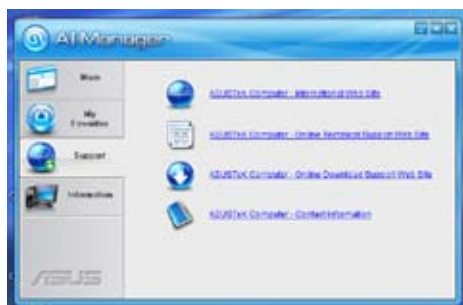 AI Manager
Main
My
Favorites
Support
Information
ASUSTeK Computer - International Web Site
ASUSTeK Computer - Online Technical Support Web Site
ASUSTeK Computer - Online Download Support Web Site
ASUSTeK Computer - Contact Information
ASUS